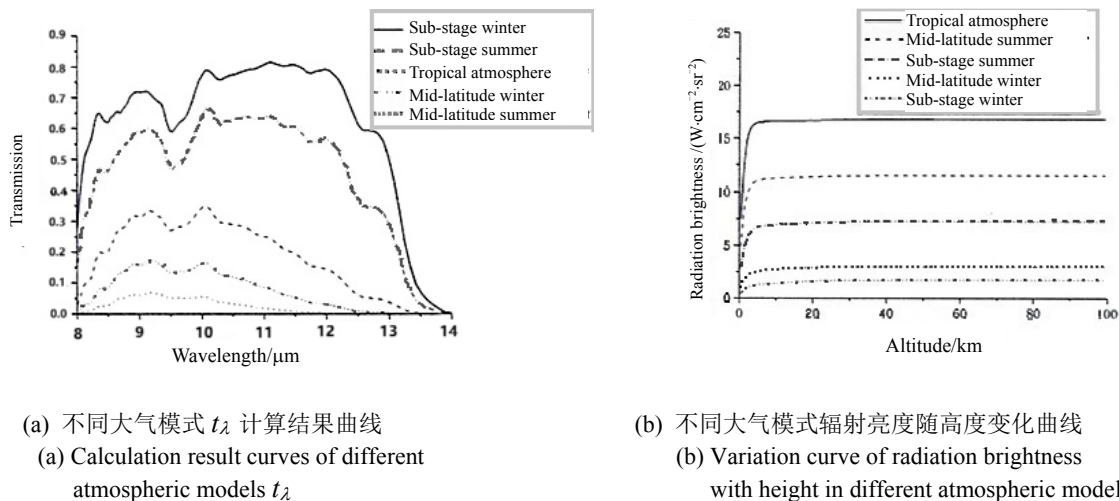 Sub-stage winter
Sub-stage summer
Tropical atmosphere
Mid-latitude winter
Mid-latitude summer
0.9
0.8
0.7
0.6
0.5
0.4
0.3
0.2
0.1
0.0
Transmission
8
9
10
11
12
13
14
Wavelength/μm
Tropical atmosphere
Mid-latitude summer
Sub-stage summer
Mid-latitude winter
Sub-stage winter
25
20
15
10
5
0
Radiation brightness /(W·cm⁻²·sr⁻²)
0
20
40
60
80
100
Altitude/km
(a) 不同大气模式 tλ 计算结果曲线
(a) Calculation result curves of different
atmospheric models tλ
(b) 不同大气模式辐射亮度随高度变化曲线
(b) Variation curve of radiation brightness
with height in different atmospheric model